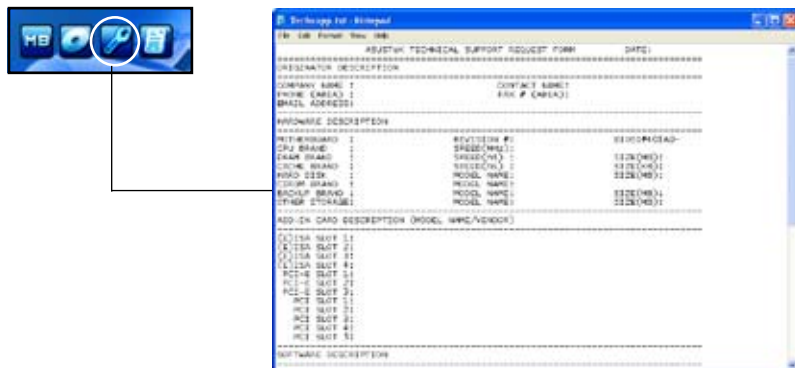 MB
Techsupp.txt - Notepad
File Edit Format View Help
ASUSTeK TECHNICAL SUPPORT REQUEST FORM DATE:
ORIGINATOR DESCRIPTION
COMPANY NAME : CONTACT NAME:
PHONE (AREA) : FAX # (AREA):
EMAIL ADDRESS:
HARDWARE DESCRIPTION
MOTHERBOARD : REVISION #:
CPU BRAND : SPEED(MHz):
DRAM BRAND : SPEED(ns) : SIZE(MB):
CACHE BRAND : SPEED(ns) : SIZE(KB):
HARD DISK : MODEL NAME: SIZE(MB):
CDROM BRAND : MODEL NAME:
BACKUP BRAND : MODEL NAME: SIZE(MB):
OTHER STORAGE: MODEL NAME: SIZE(MB):
ADD-IN CARD DESCRIPTION (MODEL NAME/VENDOR)
(E)ISA SLOT 1:
(E)ISA SLOT 2:
(E)ISA SLOT 3:
(E)ISA SLOT 4:
PCI-E SLOT 1:
PCI-E SLOT 2:
PCI-E SLOT 3:
PCI SLOT 1:
PCI SLOT 2:
PCI SLOT 3:
PCI SLOT 4:
PCI SLOT 5:
SOFTWARE DESCRIPTION